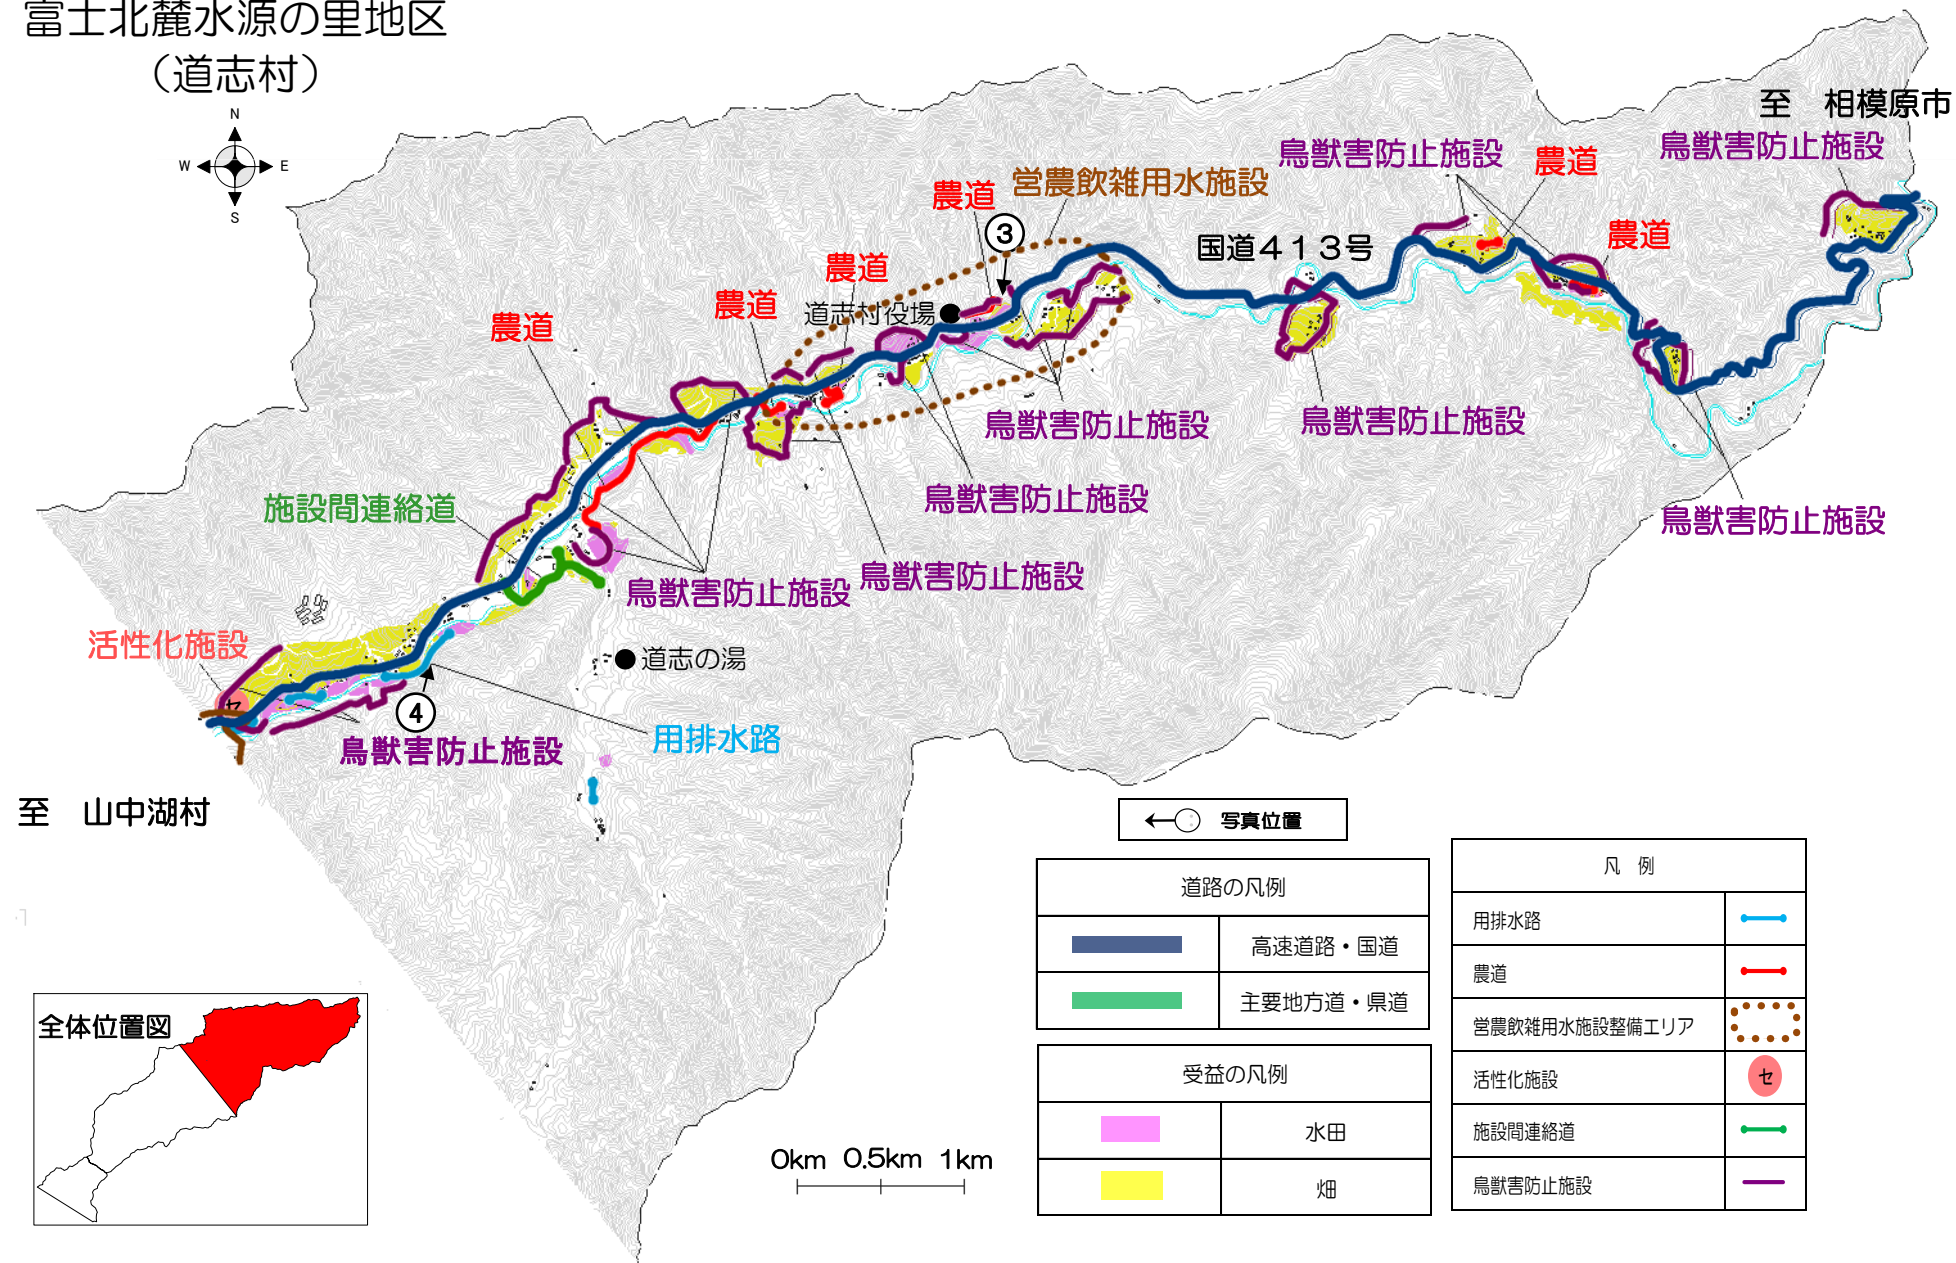 富士北麓水源の里地区
（道志村）
N
W
E
S
至 相模原市
鳥獣害防止施設
鳥獣害防止施設
農道
営農飲雑用水施設
農道
③
国道４１３号
農道
農道
道志村役場
農道
農道
鳥獣害防止施設
鳥獣害防止施設
鳥獣害防止施設
施設間連絡道
鳥獣害防止施設
鳥獣害防止施設
鳥獣害防止施設
活性化施設
道志の湯
セ
④
鳥獣害防止施設
用排水路
至 山中湖村
写真位置
道路の凡例
高速道路・国道
主要地方道・県道
受益の凡例
水田
畑
凡 例
用排水路
農道
営農飲雑用水施設整備エリア
活性化施設
セ
施設間連絡道
鳥獣害防止施設
全体位置図
0km 0.5km 1km